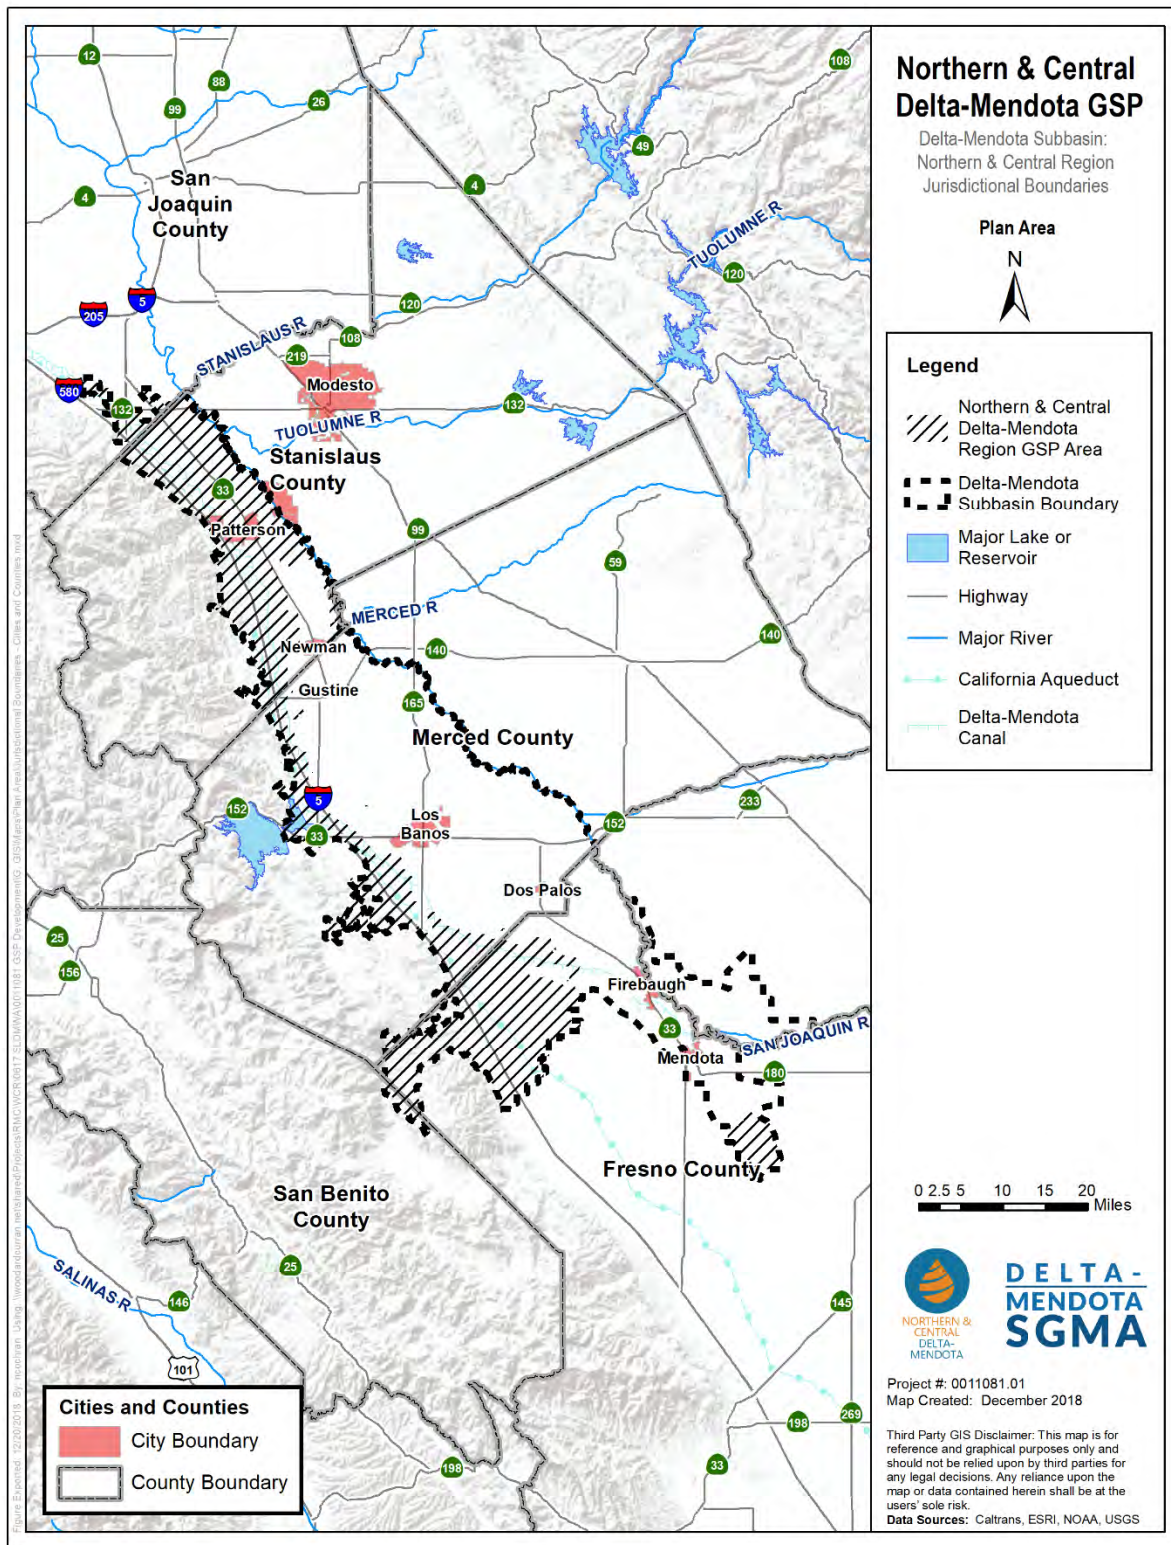 Northern & Central
Delta-Mendota GSP
Delta-Mendota Subbasin:
Northern & Central Region
Jurisdictional Boundaries
Plan Area
N
Legend
Northern & Central
Delta-Mendota
Region GSP Area
Delta-Mendota
Subbasin Boundary
Major Lake or
Reservoir
Highway
Major River
California Aqueduct
Delta-Mendota
Canal
0 2.5 5 10 15 20
Miles
NORTHERN &
CENTRAL
DELTA-
MENDOTA
DELTA-
MENDOTA
SGMA
Project #: 0011081.01
Map Created: December 2018
Third Party GIS Disclaimer: This map is for
reference and graphical purposes only and
should not be relied upon by third parties for
any legal decisions. Any reliance upon the
map or data contained herein shall be at the
users' sole risk.
Data Sources: Caltrans, ESRI, NOAA, USGS
12
88
99
26
108
49
4
4
San
Joaquin
County
TUOLUMNE R
120
5
205
120
STANISLAUS R
108
219
Modesto
580
132
132
TUOLUMNE R
Stanislaus
County
33
Patterson
99
59
MERCED R
Newman
140
140
Gustine
165
Merced County
5
152
33
Los
Banos
152
233
Dos Palos
25
156
Firebaugh
33
SAN JOAQUIN R
Mendota
180
Fresno County
San Benito
County
25
SALINAS R
146
101
145
198
269
33
198
Cities and Counties
City Boundary
County Boundary